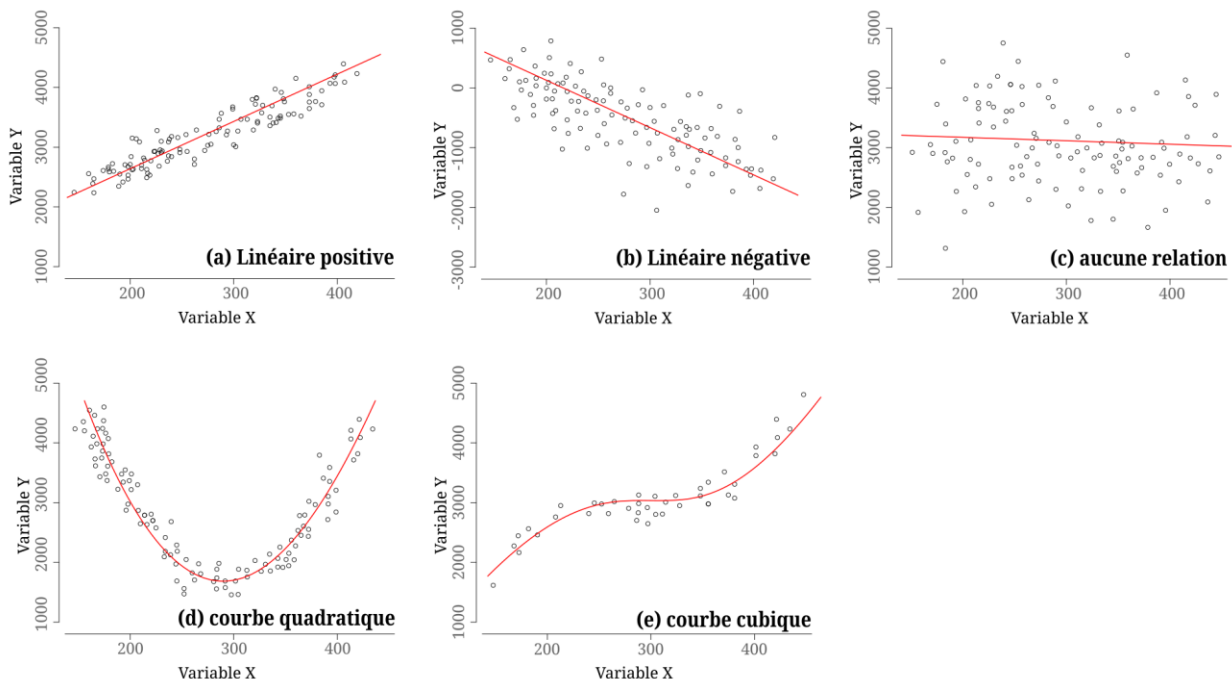 5000
4000
3000
2000
1000
Variable Y
200
300
400
Variable X
(a) Linéaire positive
1000
0
-1000
-2000
-3000
Variable Y
200
300
400
Variable X
(b) Linéaire négative
5000
4000
3000
2000
1000
Variable Y
200
300
400
Variable X
(c) aucune relation
5000
4000
3000
2000
1000
Variable Y
200
300
400
Variable X
(d) courbe quadratique
5000
4000
3000
2000
1000
Variable Y
200
300
400
Variable X
(e) courbe cubique